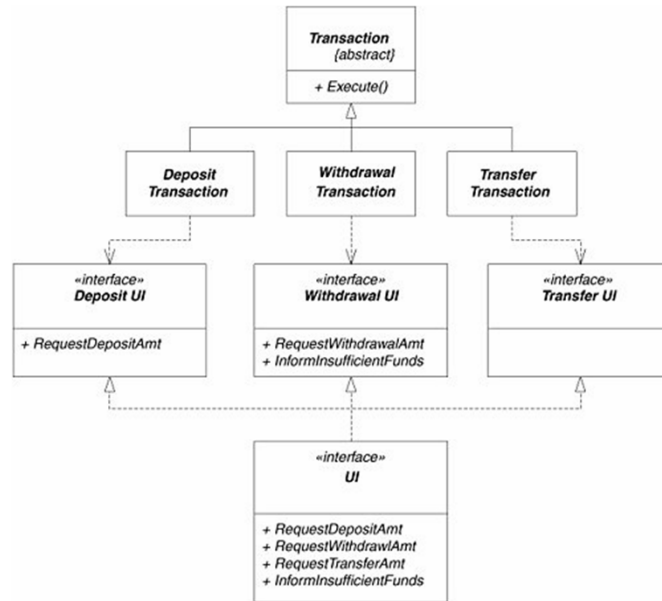 Transaction
{abstract}
+ Execute()
Deposit
Transaction
Withdrawal
Transaction
Transfer
Transaction
«interface»
Deposit UI
+ RequestDepositAmt
«interface»
Withdrawal UI
+ RequestWithdrawalAmt
+ InformInsufficientFunds
«interface»
Transfer UI
«interface»
UI
+ RequestDepositAmt
+ RequestWithdrawlAmt
+ RequestTransferAmt
+ InformInsufficientFunds